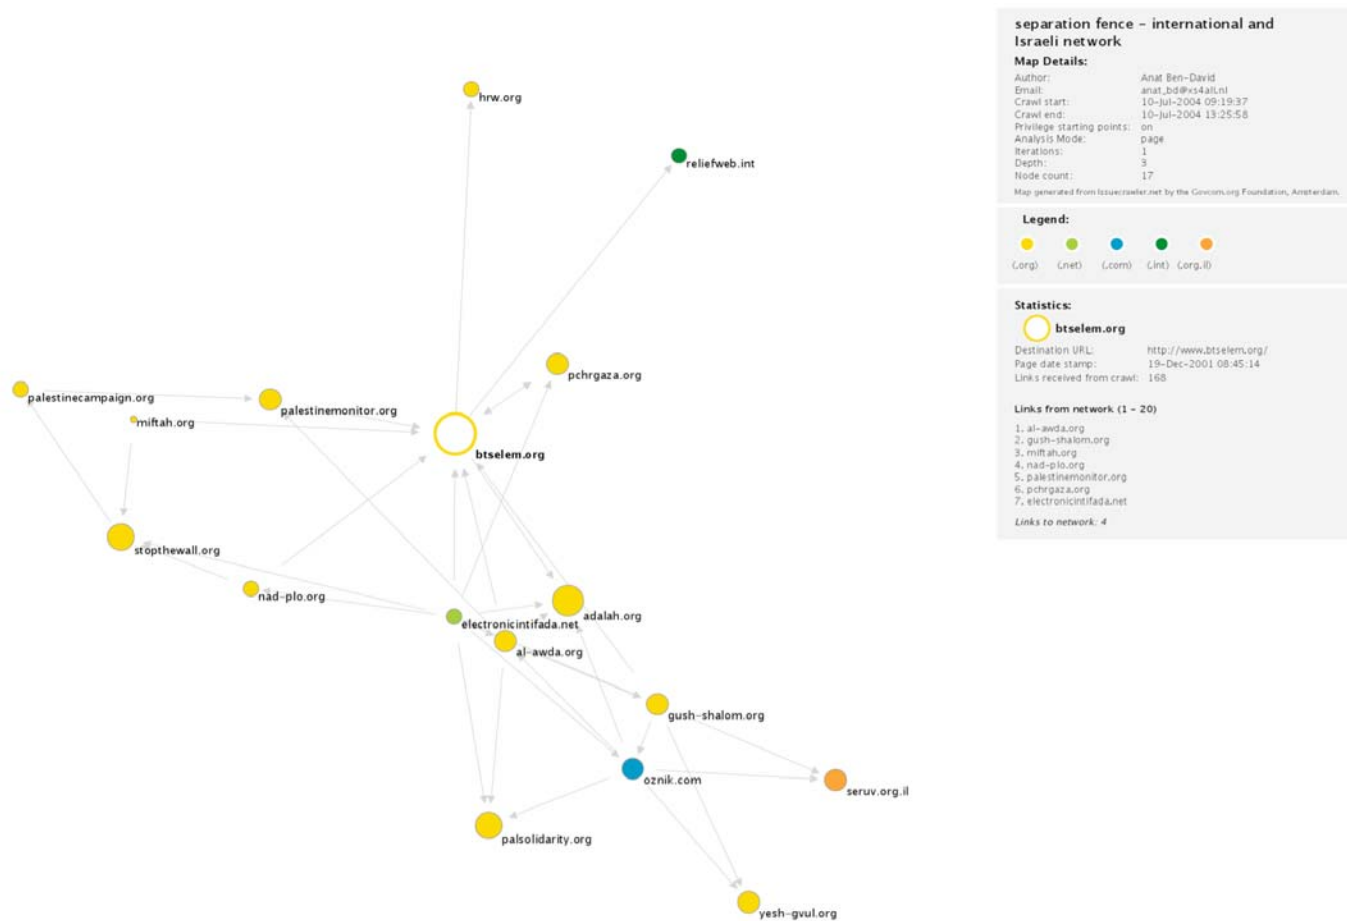 separation fence – international and
Israeli network
Map Details:
Author: Anat Ben-David
Email: anat_bd@xs4all.nl
Crawl start: 10-Jul-2004 09:19:37
Crawl end: 10-Jul-2004 13:25:58
Privilege starting points: on
Analysis Mode: page
Iterations: 1
Depth: 3
Node count: 17
Map generated from Issuecrawler.net by the Govcom.org Foundation, Amsterdam.
Legend:
(.org) (.net) (.com) (.int) (.org.il)
Statistics:
btselem.org
Destination URL: http://www.btselem.org/
Page date stamp: 19-Dec-2001 08:45:14
Links received from crawl: 168
Links from network (1 - 20)
1. al-awda.org
2. gush-shalom.org
3. miftah.org
4. nad-plo.org
5. palestinemonitor.org
6. pchrgaza.org
7. electronicintifada.net
Links to network: 4
hrw.org
reliefweb.int
pchrgaza.org
palestinecampaign.org
palestinemonitor.org
miftah.org
btselem.org
stopthewall.org
nad-plo.org
adalah.org
electronicintifada.net
al-awda.org
gush-shalom.org
oznik.com
seruv.org.il
palsolidarity.org
yesh-gvul.org